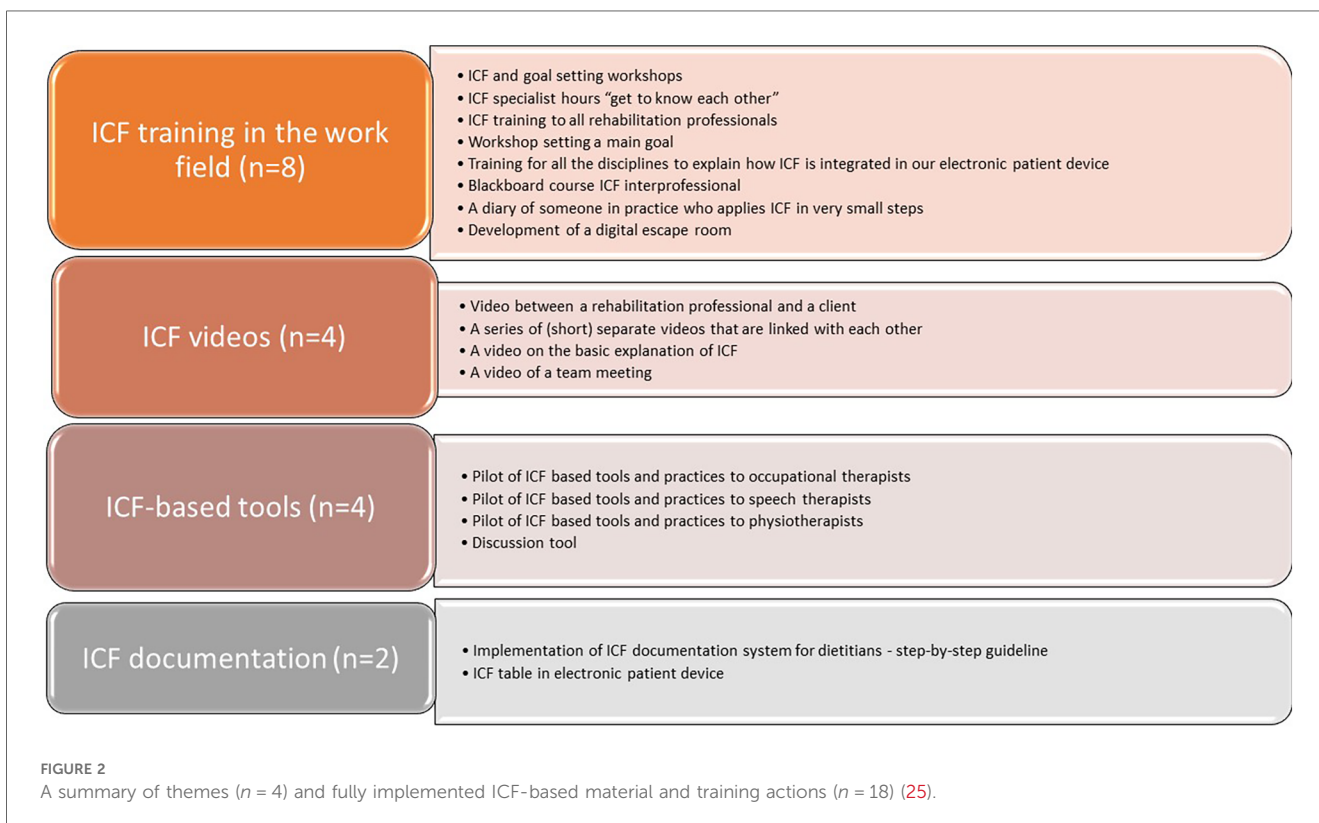 ICF training in the work
field (n=8)
• ICF and goal setting workshops
• ICF specialist hours “get to know each other”
• ICF training to all rehabilitation professionals
• Workshop setting a main goal
• Training for all the disciplines to explain how ICF is integrated in our electronic patient device
• Blackboard course ICF interprofessional
• A diary of someone in practice who applies ICF in very small steps
• Development of a digital escape room
ICF videos (n=4)
• Video between a rehabilitation professional and a client
• A series of (short) separate videos that are linked with each other
• A video on the basic explanation of ICF
• A video of a team meeting
ICF-based tools (n=4)
• Pilot of ICF based tools and practices to occupational therapists
• Pilot of ICF based tools and practices to speech therapists
• Pilot of ICF based tools and practices to physiotherapists
• Discussion tool
ICF documentation (n=2)
• Implementation of ICF documentation system for dietitians - step-by-step guideline
• ICF table in electronic patient device
FIGURE 2
A summary of themes (n = 4) and fully implemented ICF-based material and training actions (n = 18) (25).